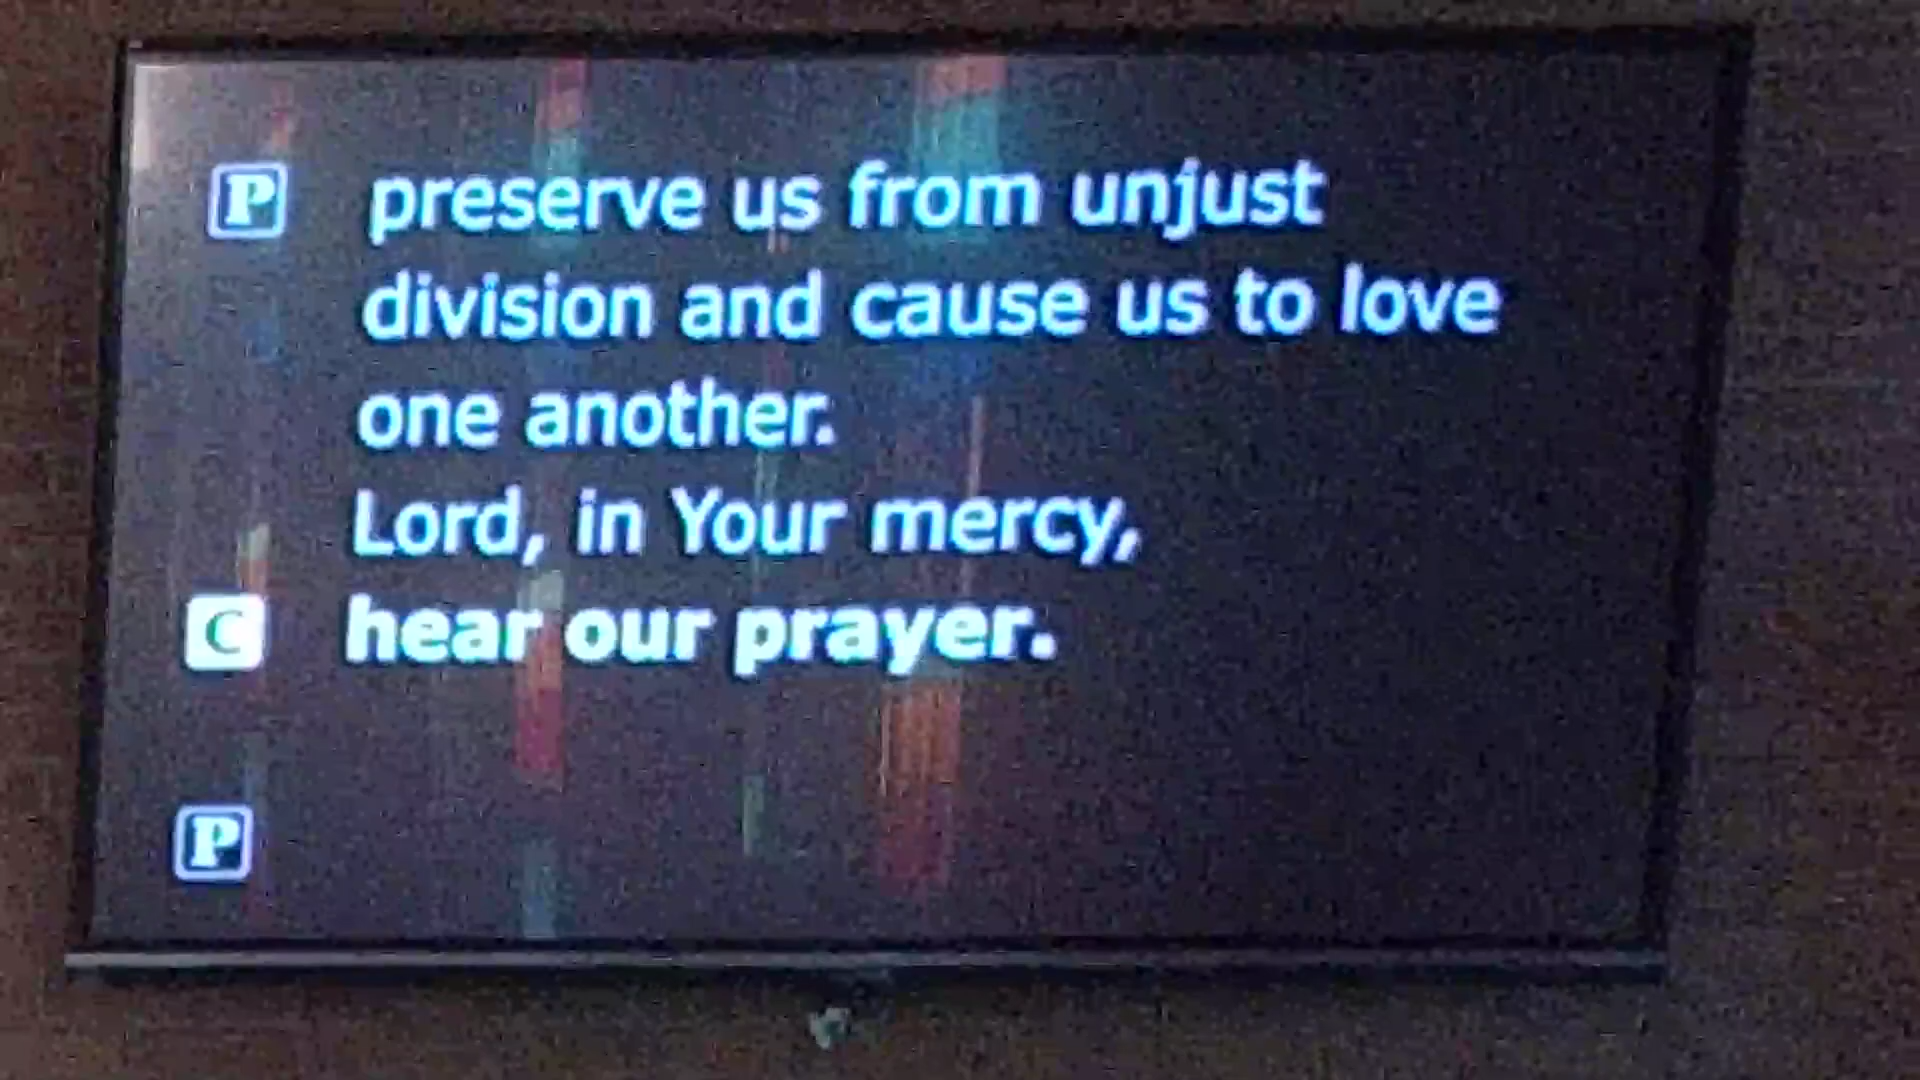 P preserve us from unjust
division and cause us to love
one another.
Lord, in Your mercy,
C hear our prayer.
P